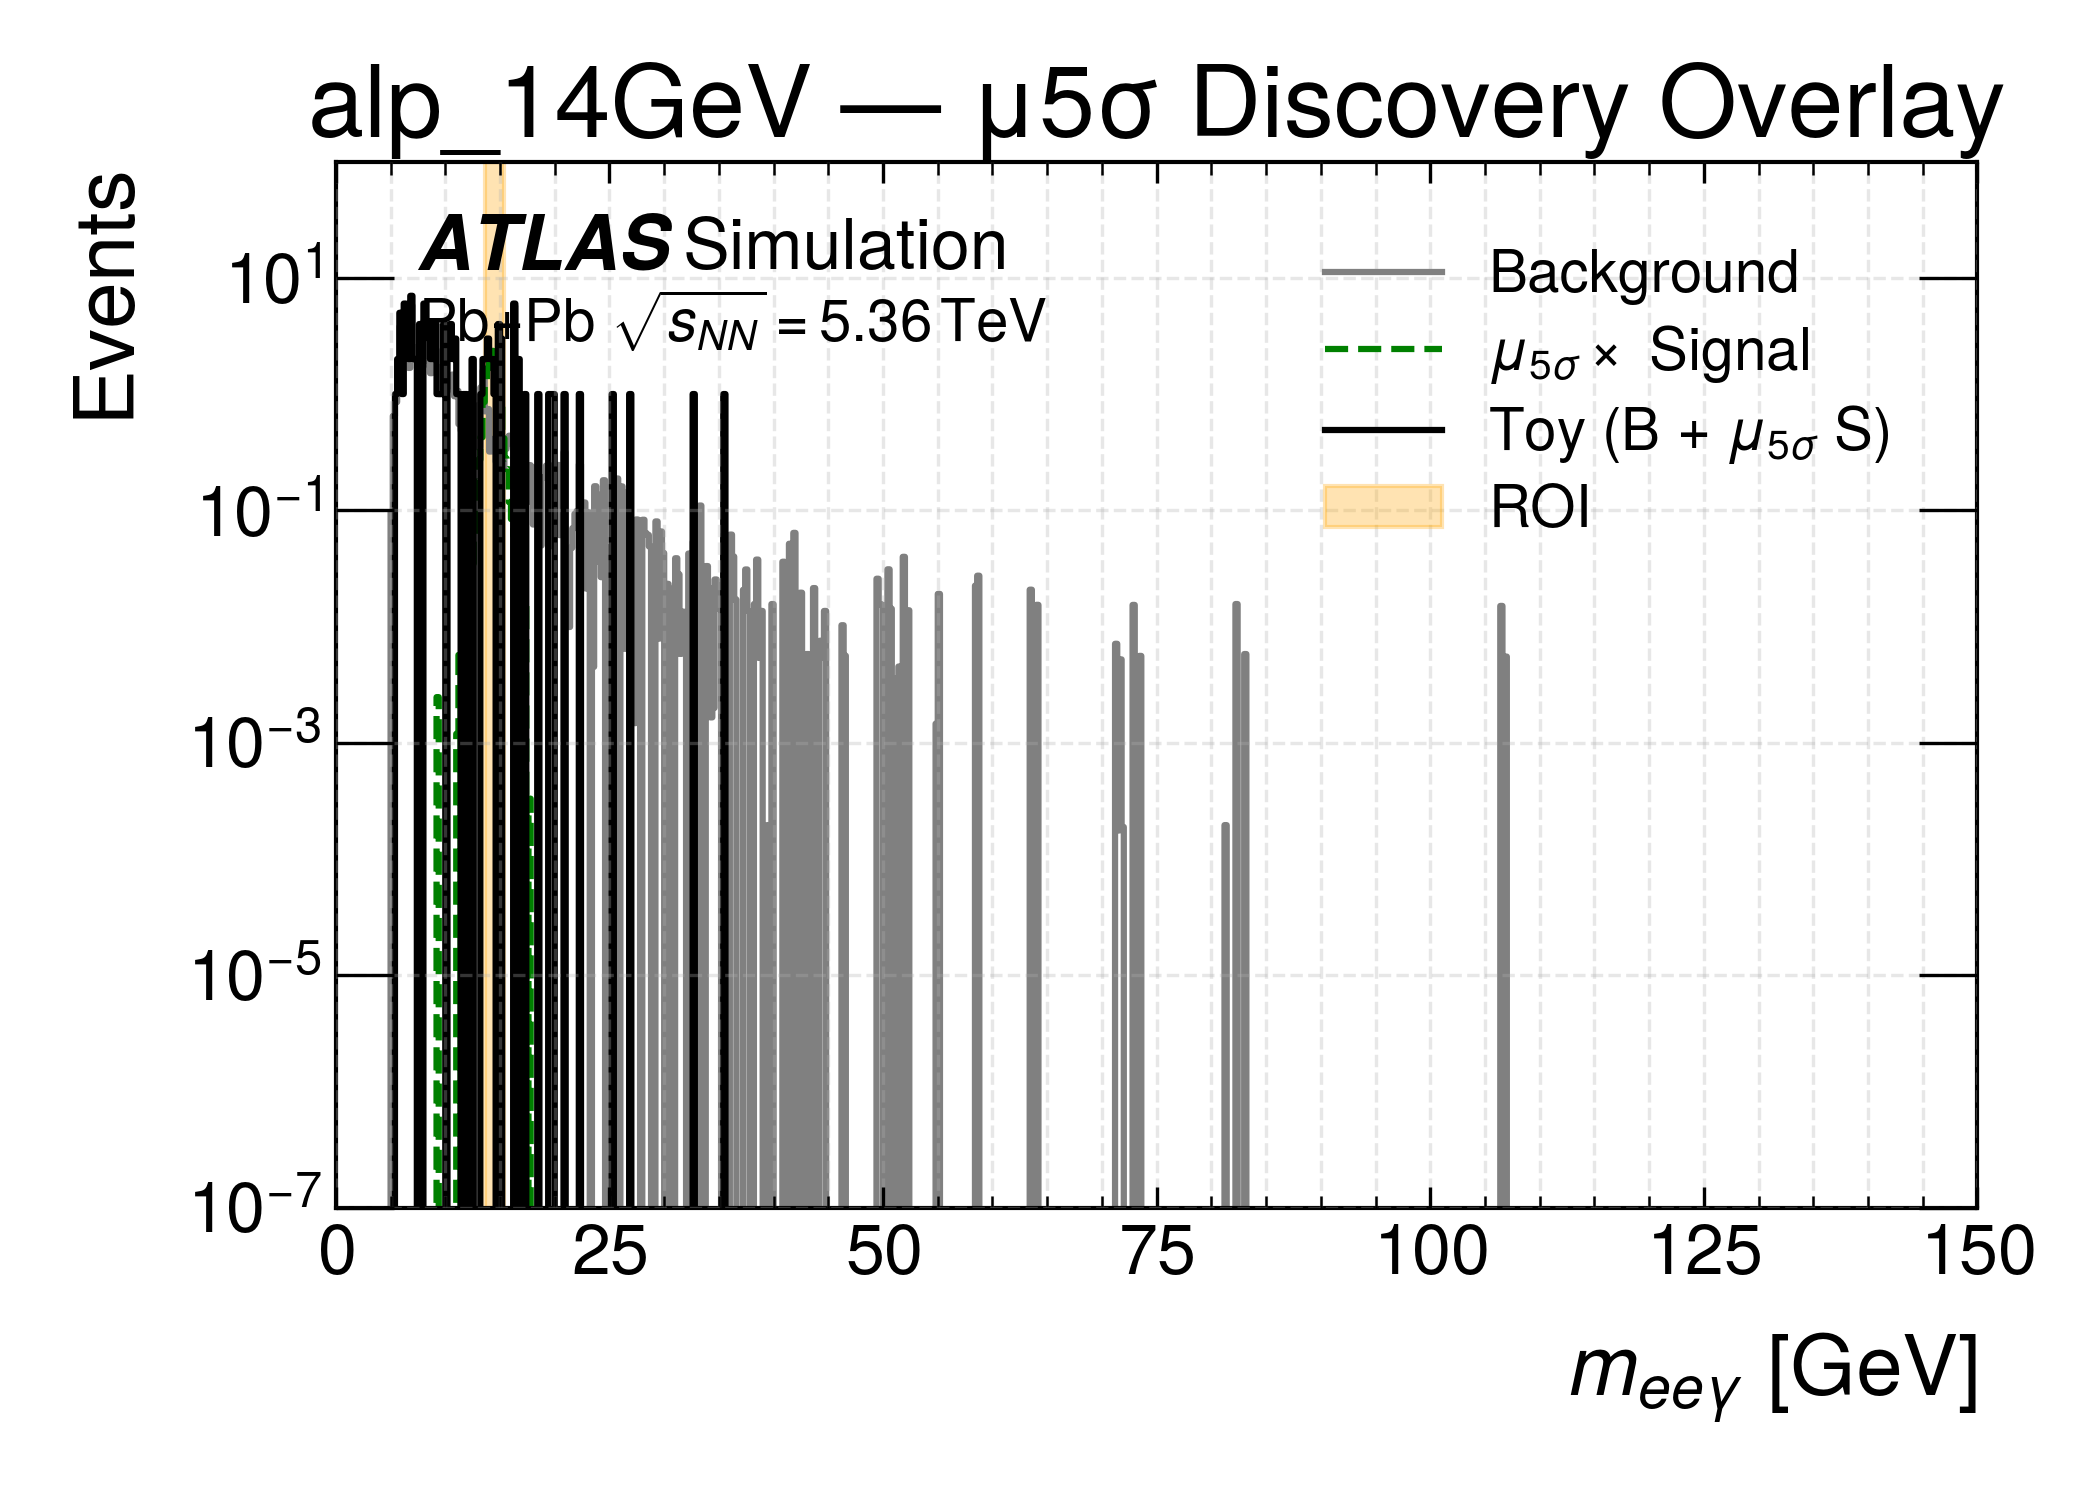 alp_14GeV — µ5σ Discovery Overlay
Events
ATLAS Simulation
Pb+Pb √s_NN = 5.36 TeV
Background
μ_5σ × Signal
Toy (B + μ_5σ S)
ROI
10^1
10^−1
10^−3
10^−5
10^−7
0 25 50 75 100 125 150
m_eeγ [GeV]